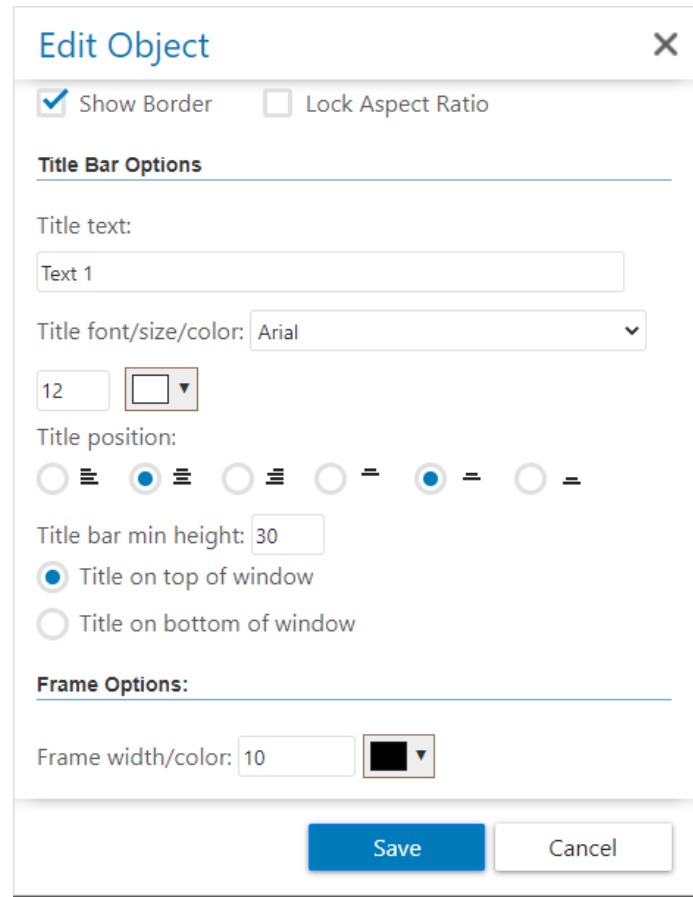 Edit Object
Show Border Lock Aspect Ratio
Title Bar Options
Title text:
Text 1
Title font/size/color: Arial
12
Title position:
Title bar min height: 30
Title on top of window
Title on bottom of window
Frame Options:
Frame width/color: 10
Save Cancel